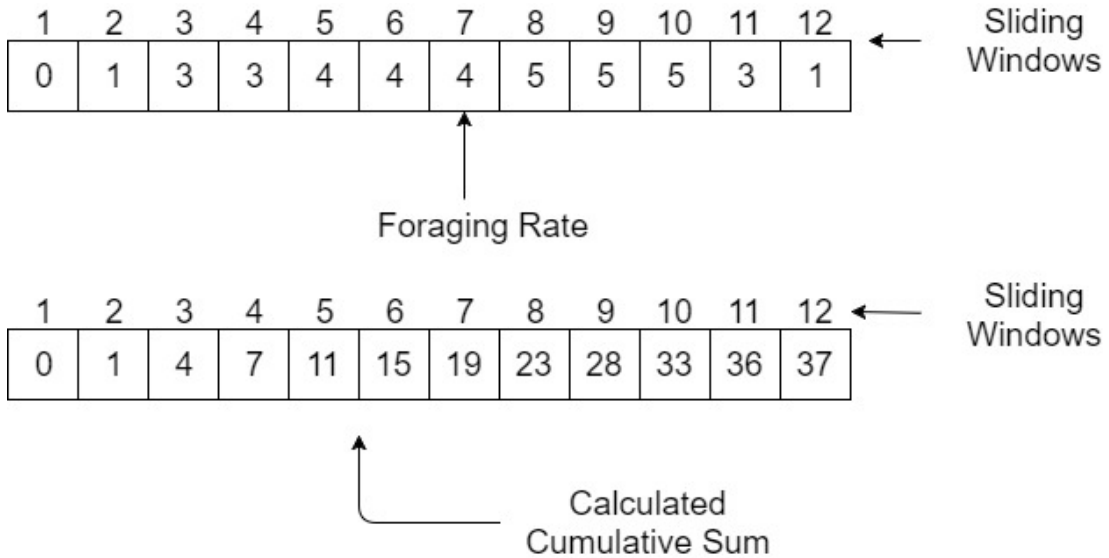 1 2 3 4 5 6 7 8 9 10 11 12
Sliding
Windows
0 1 3 3 4 4 4 5 5 5 3 1
Foraging Rate
1 2 3 4 5 6 7 8 9 10 11 12
Sliding
Windows
0 1 4 7 11 15 19 23 28 33 36 37
Calculated
Cumulative Sum